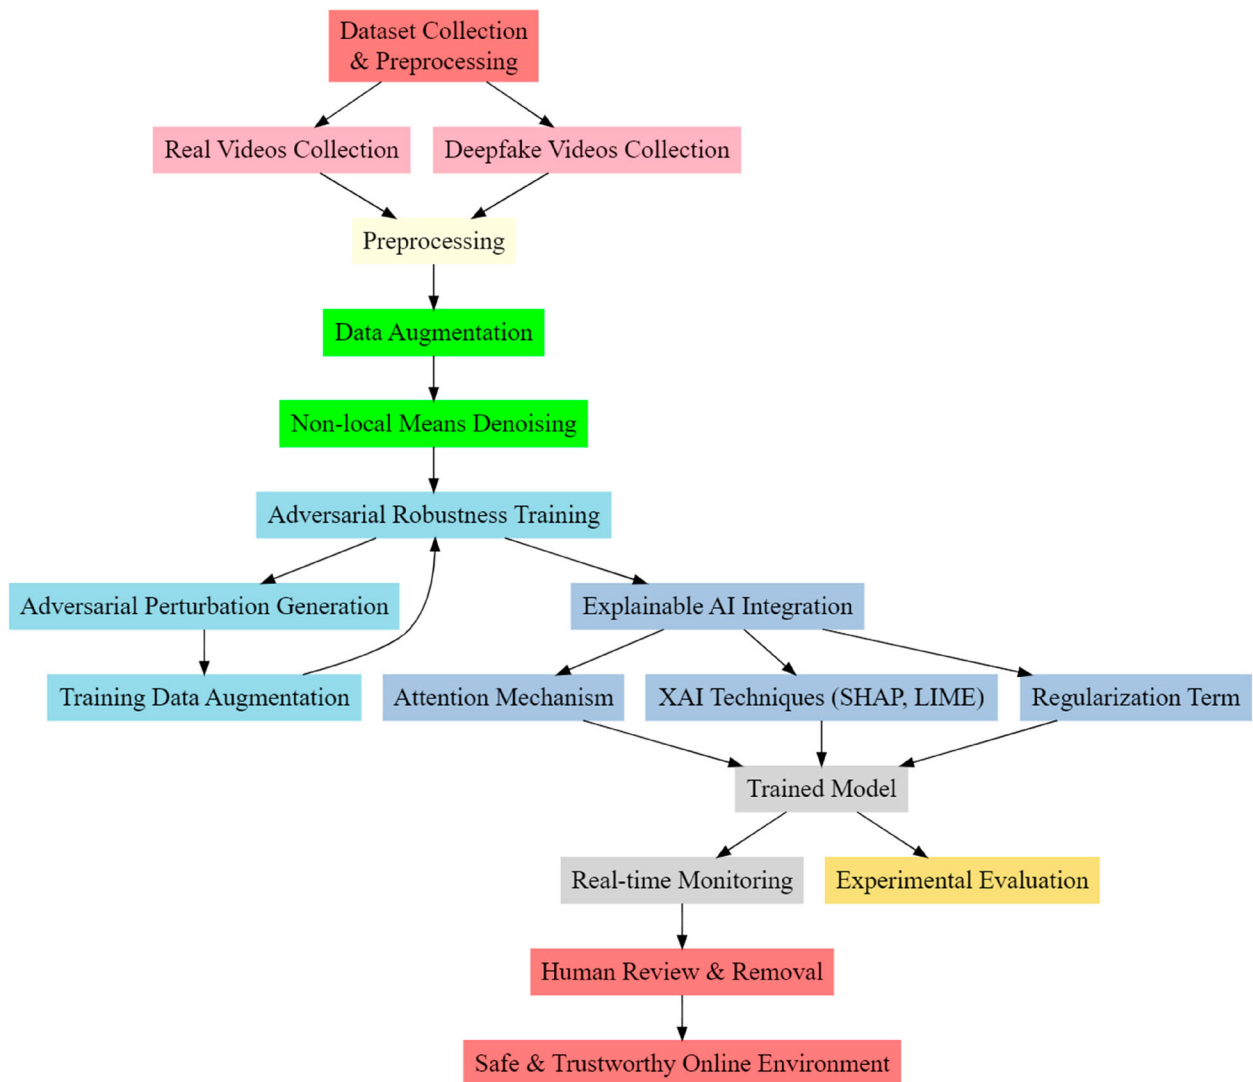 Dataset Collection
& Preprocessing
Real Videos Collection
Deepfake Videos Collection
Preprocessing
Data Augmentation
Non-local Means Denoising
Adversarial Robustness Training
Adversarial Perturbation Generation
Explainable AI Integration
Training Data Augmentation
Attention Mechanism
XAI Techniques (SHAP, LIME)
Regularization Term
Trained Model
Real-time Monitoring
Experimental Evaluation
Human Review & Removal
Safe & Trustworthy Online Environment